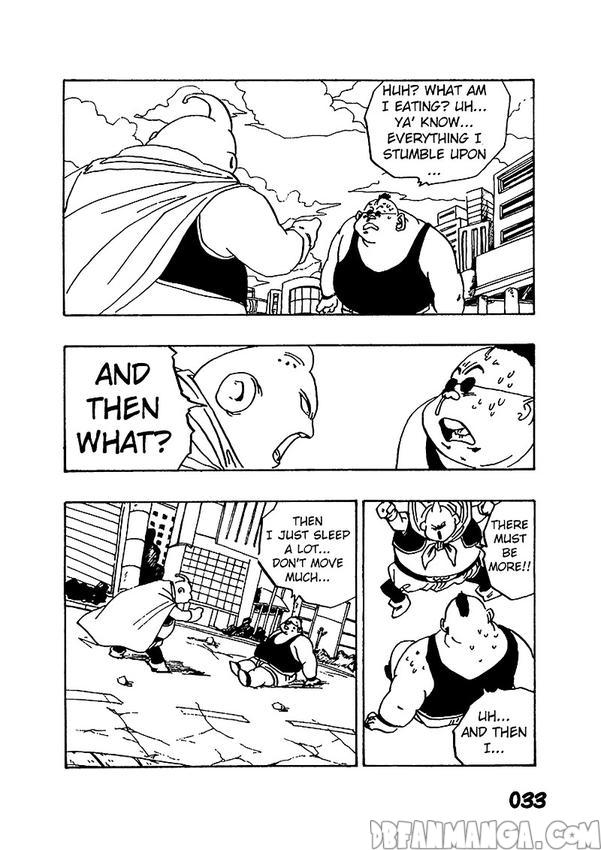 HUH? WHAT AM
I EATING? UH...
YA' KNOW...
EVERYTHING I
STUMBLE UPON
...
AND
THEN
WHAT?
THEN
I JUST SLEEP
A LOT...
DON'T MOVE
MUCH...
THERE
MUST
BE
MORE!!
UH...
AND THEN
I...
033
DBFANMANGA.COM